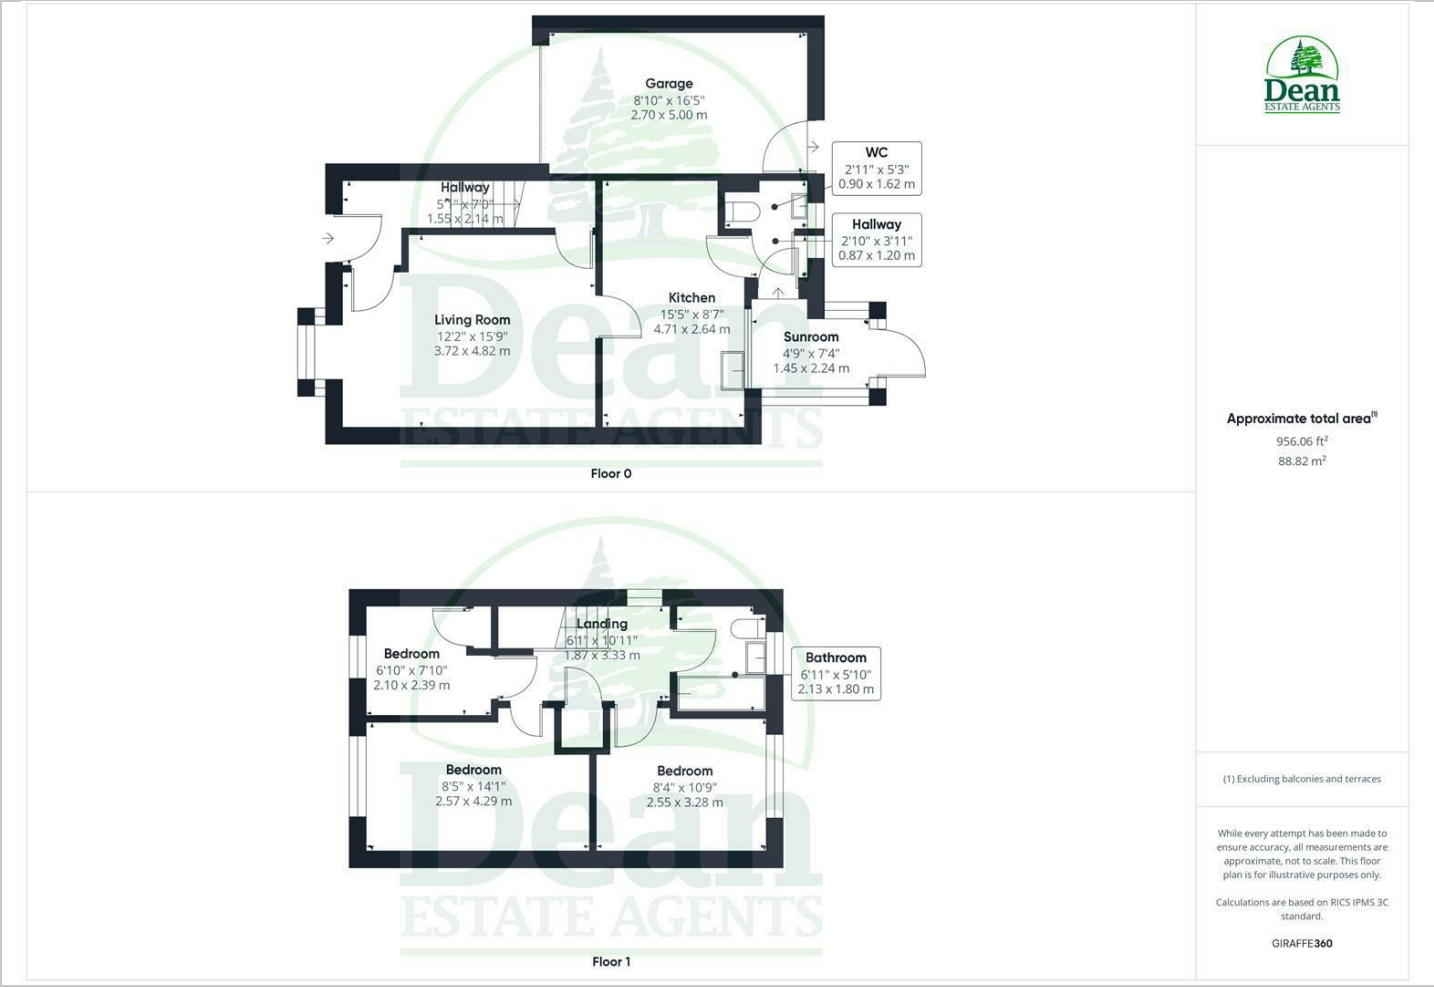 Garage
8'10" x 16'5"
2.70 x 5.00 m
WC
2'11" x 5'3"
0.90 x 1.62 m
Hallway
7'0"
1.55 x 2.14 m
Hallway
2'10" x 3'11"
0.87 x 1.20 m
Kitchen
15'5" x 8'7"
4.71 x 2.64 m
Living Room
12'2" x 15'9"
3.72 x 4.82 m
Sunroom
4'9" x 7'4"
1.45 x 2.24 m
Dean
ESTATE AGENTS
Floor 0
Landing
6'1" x 10'11"
1.87 x 3.33 m
Bedroom
6'10" x 7'10"
2.10 x 2.39 m
Bathroom
6'11" x 5'10"
2.13 x 1.80 m
Bedroom
8'5" x 14'1"
2.57 x 4.29 m
Bedroom
8'4" x 10'9"
2.55 x 3.28 m
Dean
ESTATE AGENTS
Floor 1
Dean
ESTATE AGENTS
Approximate total area(1)
956.06 ft²
88.82 m²
(1) Excluding balconies and terraces
While every attempt has been made to
ensure accuracy, all measurements are
approximate, not to scale. This floor
plan is for illustrative purposes only.
Calculations are based on RICS IPMS 3C
standard.
GIRAFFE360